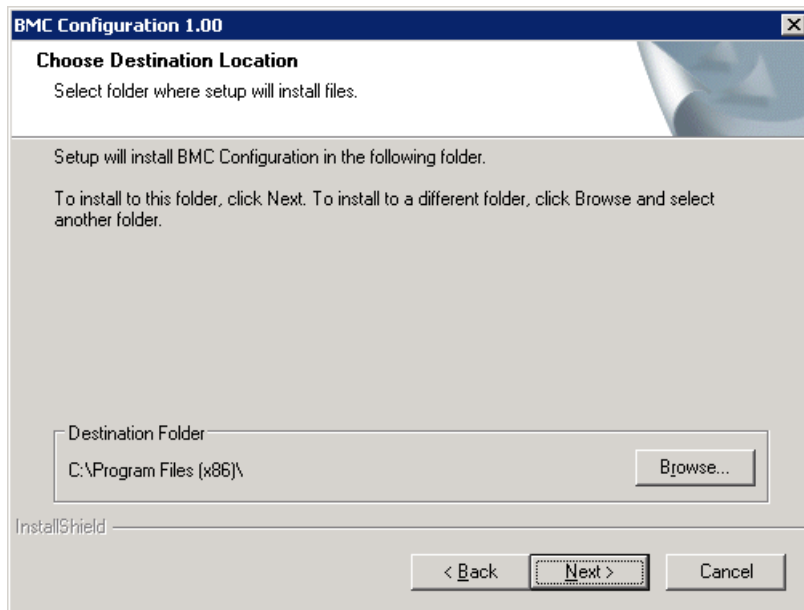 BMC Configuration 1.00
Choose Destination Location
Select folder where setup will install files.
Setup will install BMC Configuration in the following folder.
To install to this folder, click Next. To install to a different folder, click Browse and select
another folder.
Destination Folder
C:\Program Files (x86)\
Browse...
InstallShield
< Back
Next >
Cancel